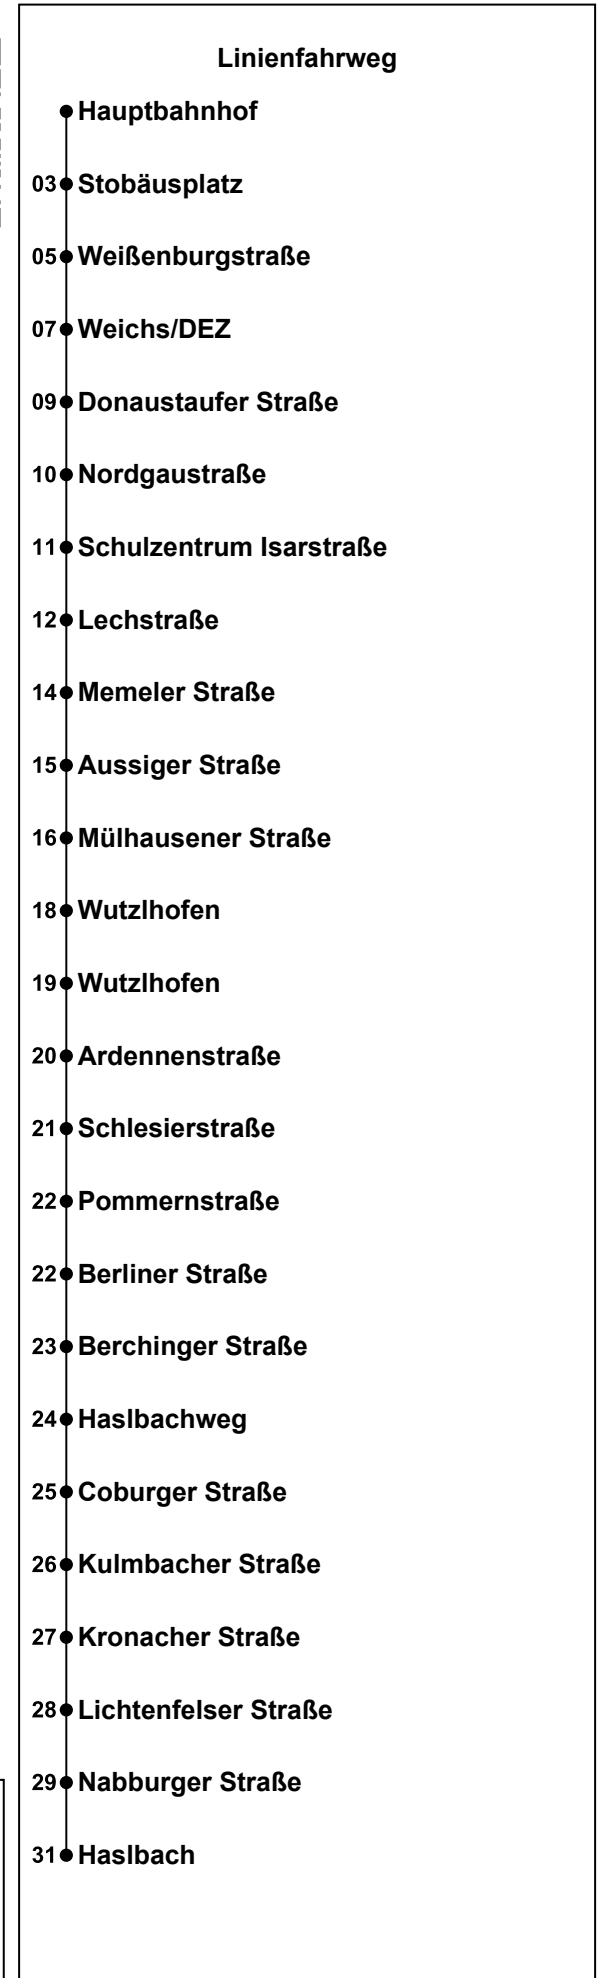 Linienfahrweg
Hauptbahnhof
03 Stobäusplatz
05 Weißenburgstraße
07 Weichs/DEZ
09 Donaustaufer Straße
10 Nordgaustraße
11 Schulzentrum Isarstraße
12 Lechstraße
14 Memeler Straße
15 Aussiger Straße
16 Mülhausener Straße
18 Wutzlhofen
19 Wutzlhofen
20 Ardennenstraße
21 Schlesierstraße
22 Pommernstraße
22 Berliner Straße
23 Berchinger Straße
24 Haslbachweg
25 Coburger Straße
26 Kulmbacher Straße
27 Kronacher Straße
28 Lichtenfelser Straße
29 Nabburger Straße
31 Haslbach